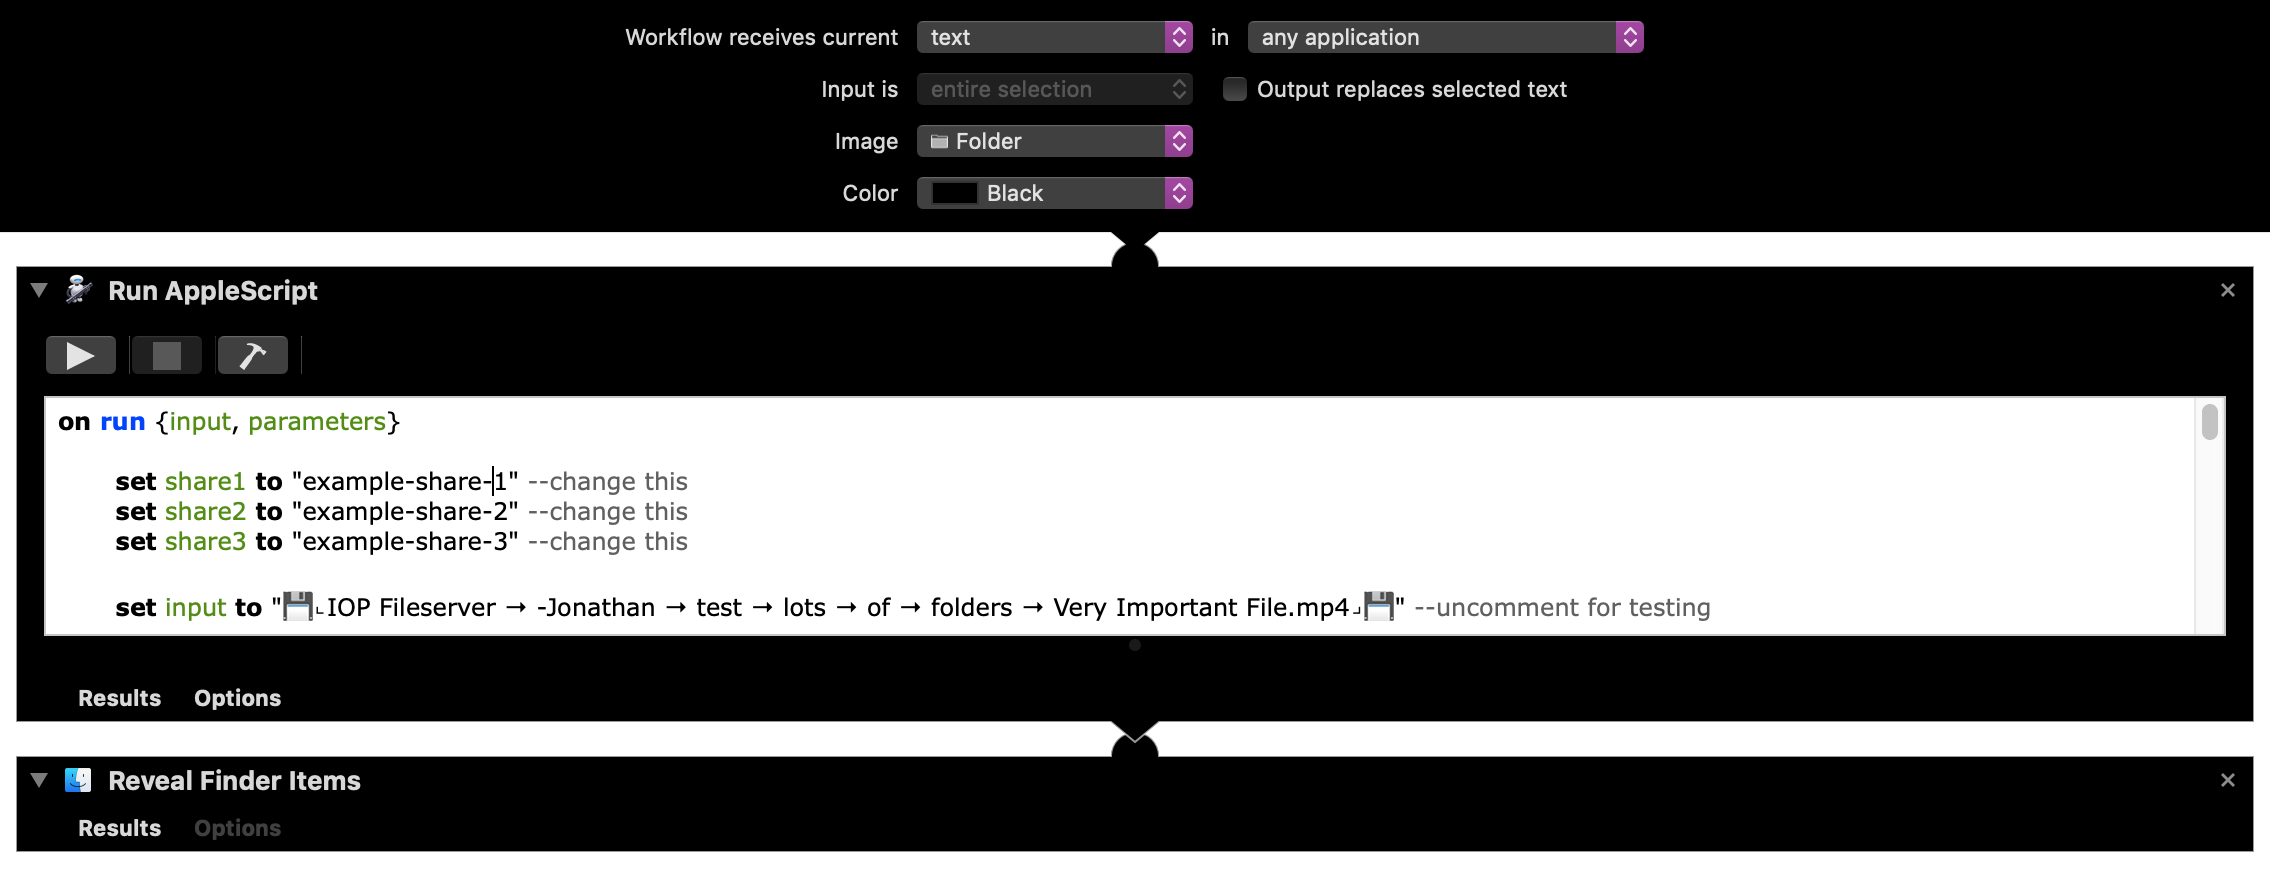 Workflow receives current text in any application
Input is entire selection Output replaces selected text
Image Folder
Color Black
Run AppleScript
on run {input, parameters}
set share1 to "example-share-1" --change this
set share2 to "example-share-2" --change this
set share3 to "example-share-3" --change this
set input to "💾⌞IOP Fileserver → -Jonathan → test → lots → of → folders → Very Important File.mp4⌟💾" --uncomment for testing
Results Options
Reveal Finder Items
Results Options